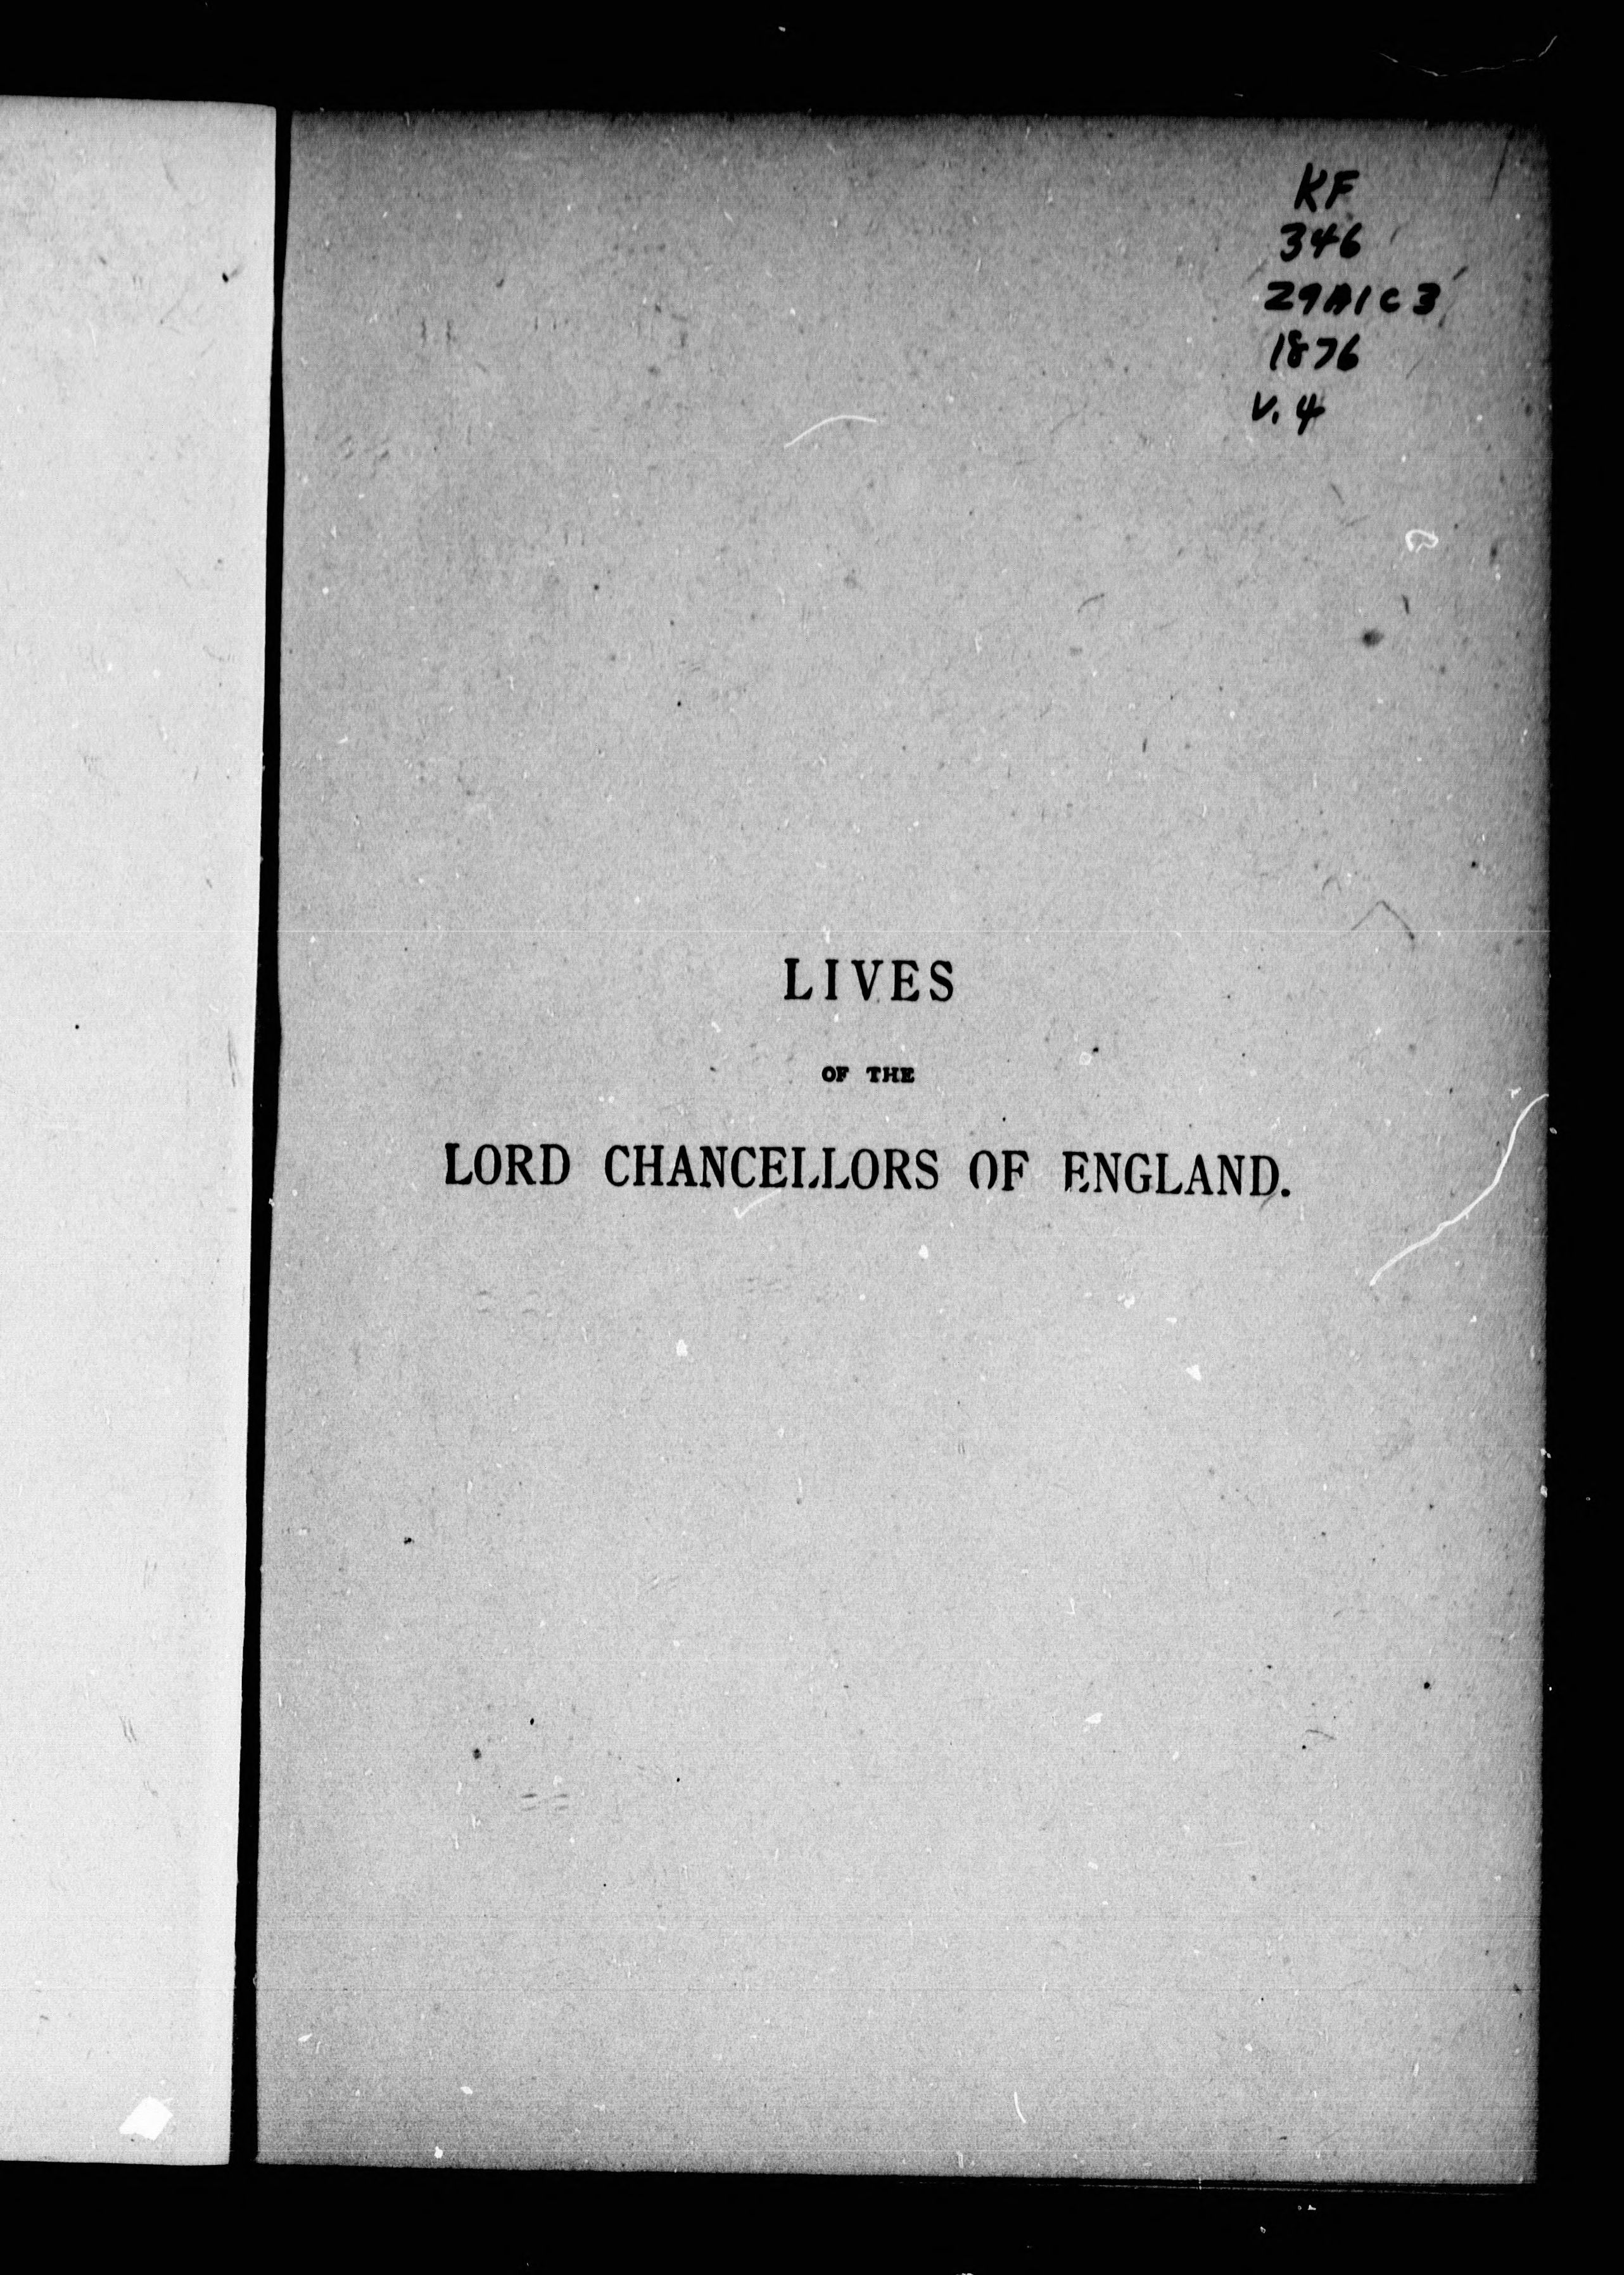 KF
346
Z9A1C3
1876
V. 4
LIVES
OF THE
LORD CHANCELLORS OF ENGLAND.